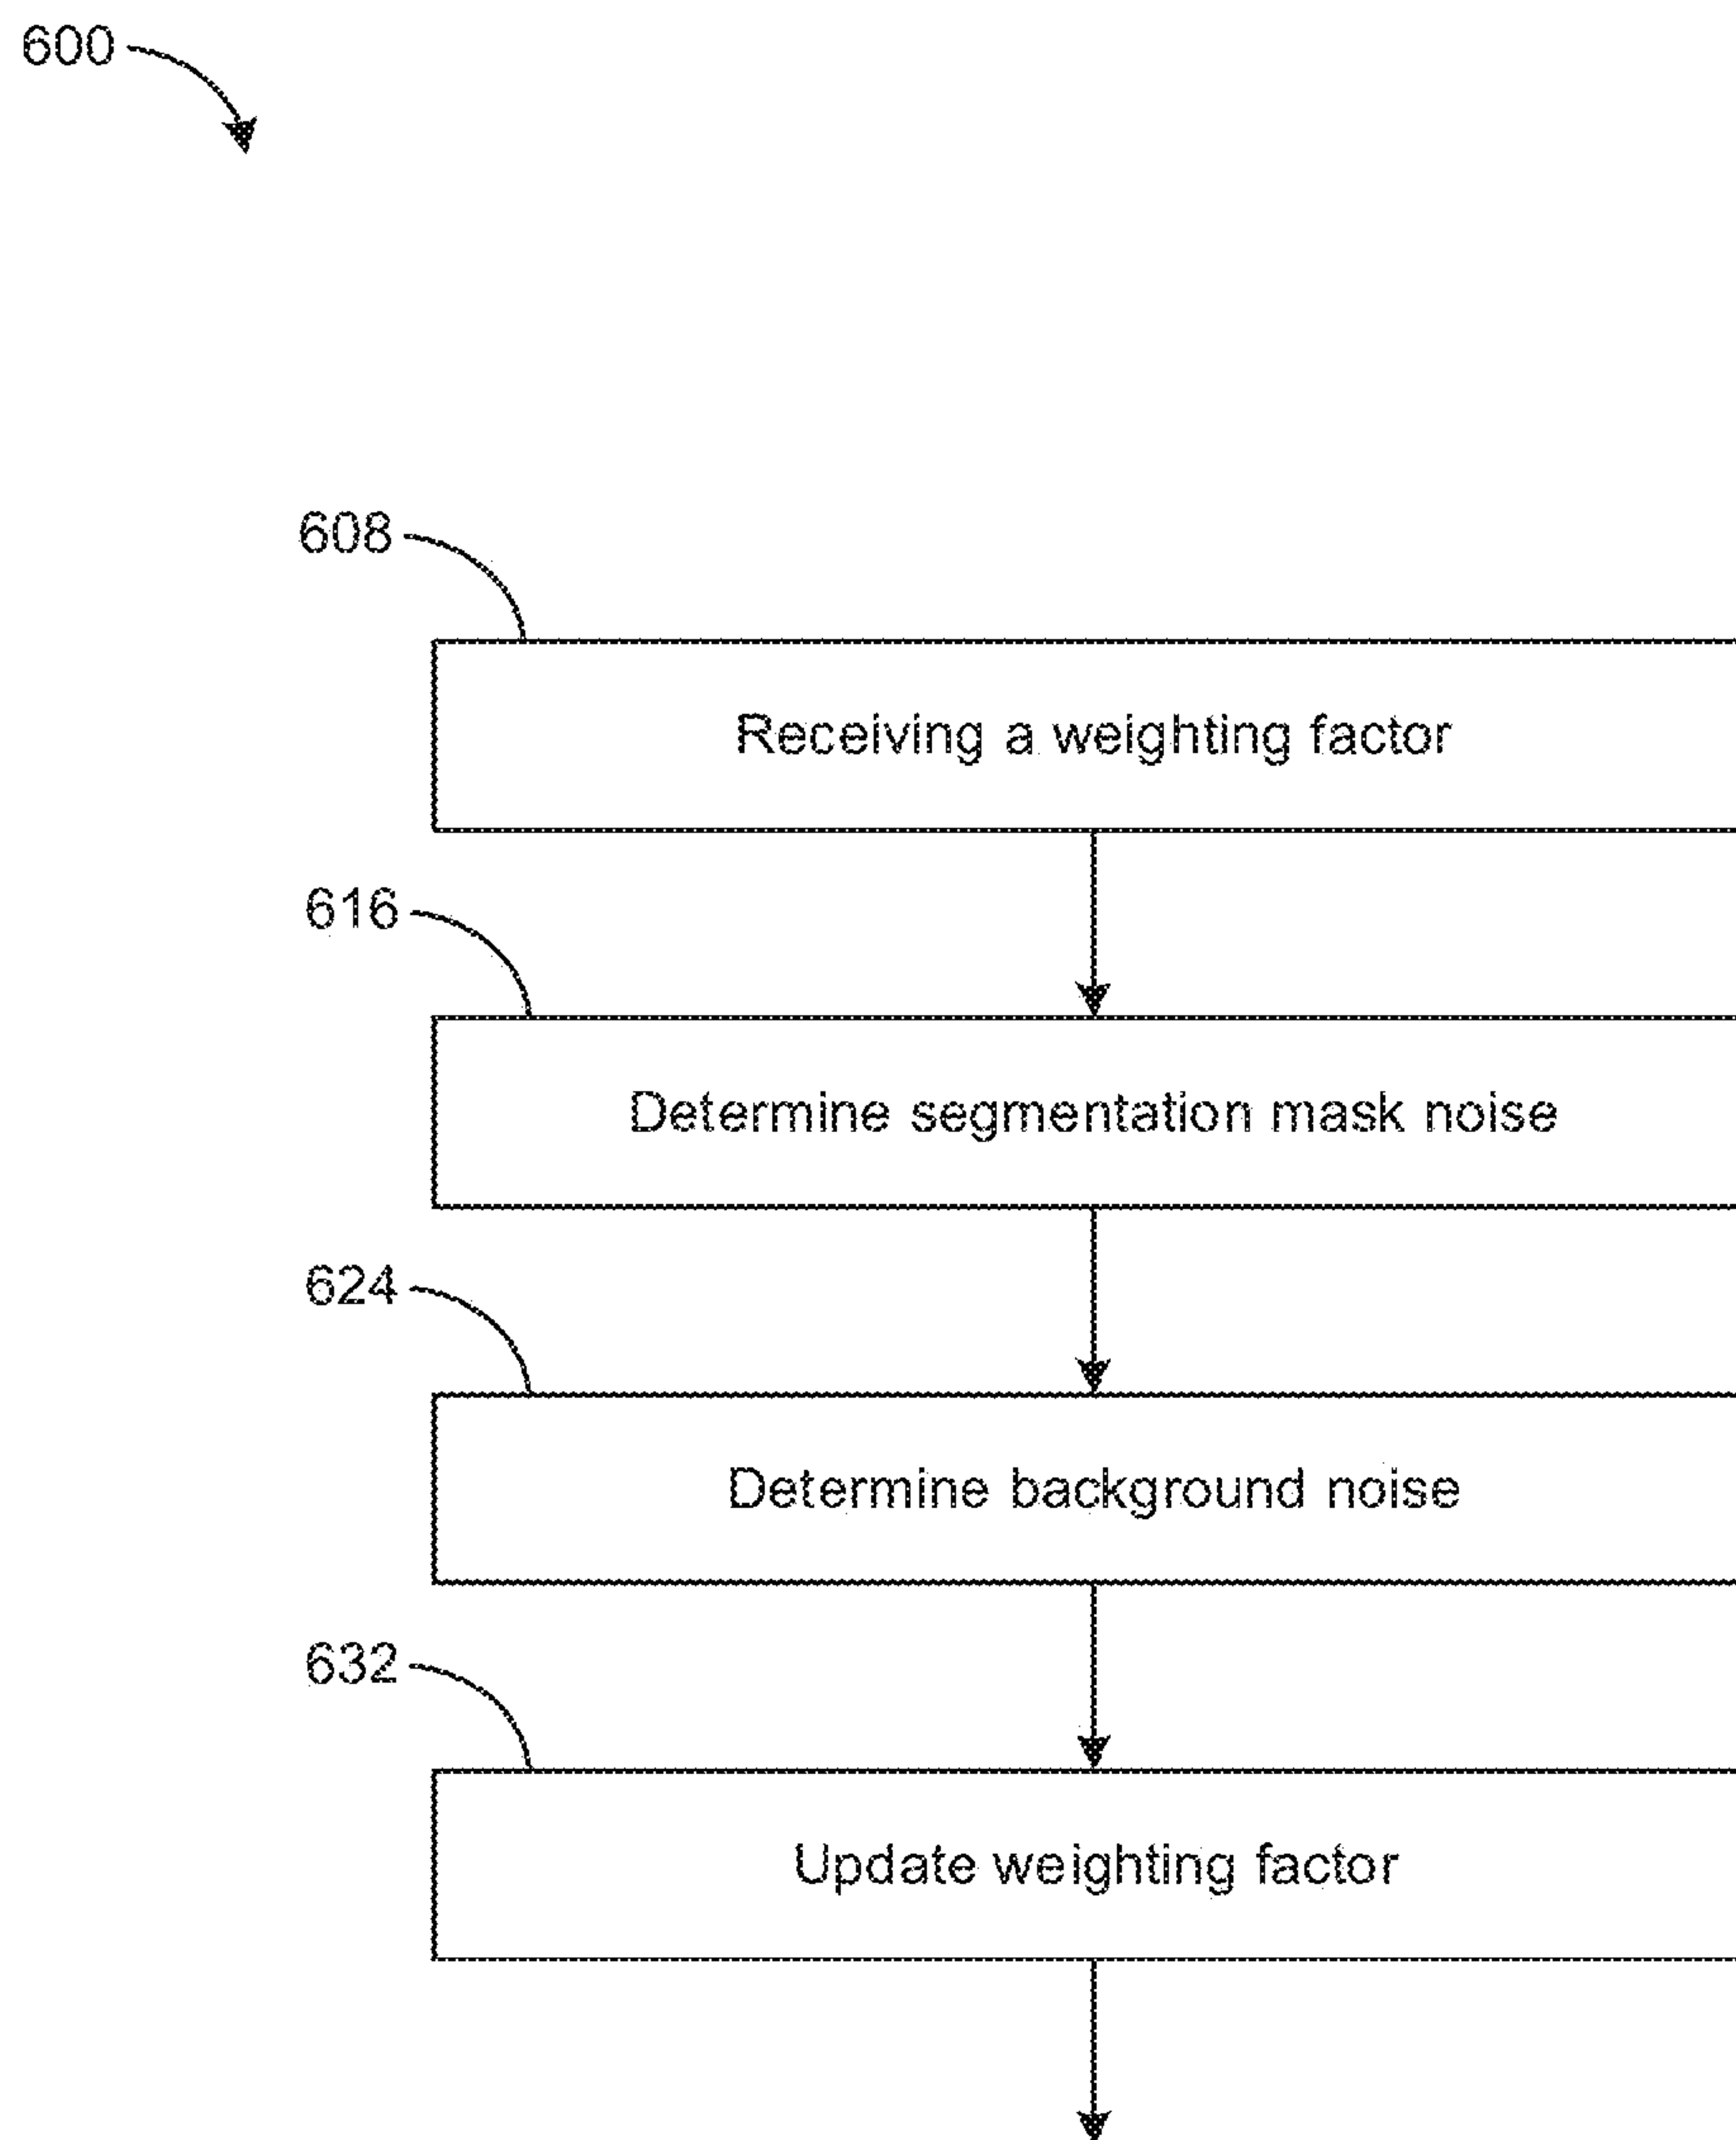 600
608
Receiving a weighting factor
616
Determine segmentation mask noise
624
Determine background noise
632
Update weighting factor